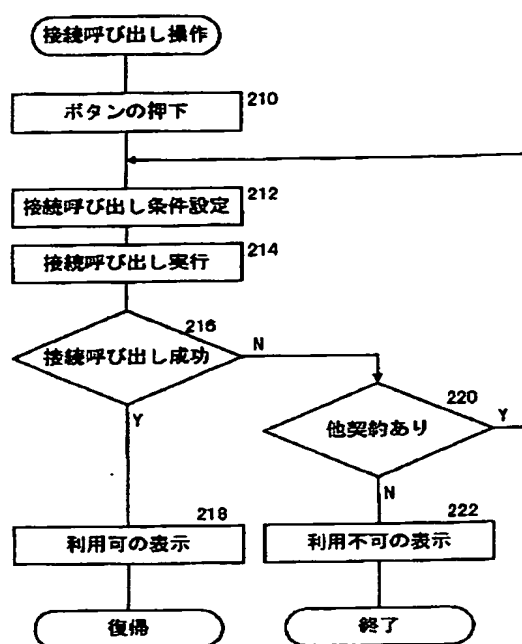 接続呼び出し操作
ボタンの押下
210
接続呼び出し条件設定
212
接続呼び出し実行
214
接続呼び出し成功
216
N
Y
他契約あり
220
Y
N
利用可の表示
218
利用不可の表示
222
復帰
終了